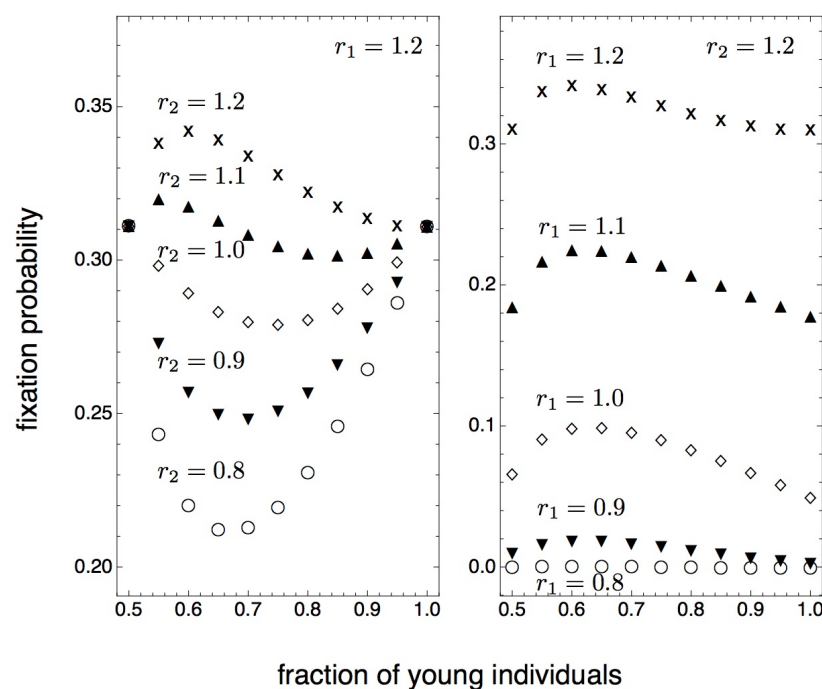 r₁ = 1.2
r₂ = 1.2
r₂ = 1.1
r₂ = 1.0
r₂ = 0.9
r₂ = 0.8
0.35
0.30
0.25
0.20
0.5 0.6 0.7 0.8 0.9 1.0
fixation probability
r₂ = 1.2
r₁ = 1.2
r₁ = 1.1
r₁ = 1.0
r₁ = 0.9
r₁ = 0.8
0.3
0.2
0.1
0.0
0.5 0.6 0.7 0.8 0.9 1.0
fraction of young individuals